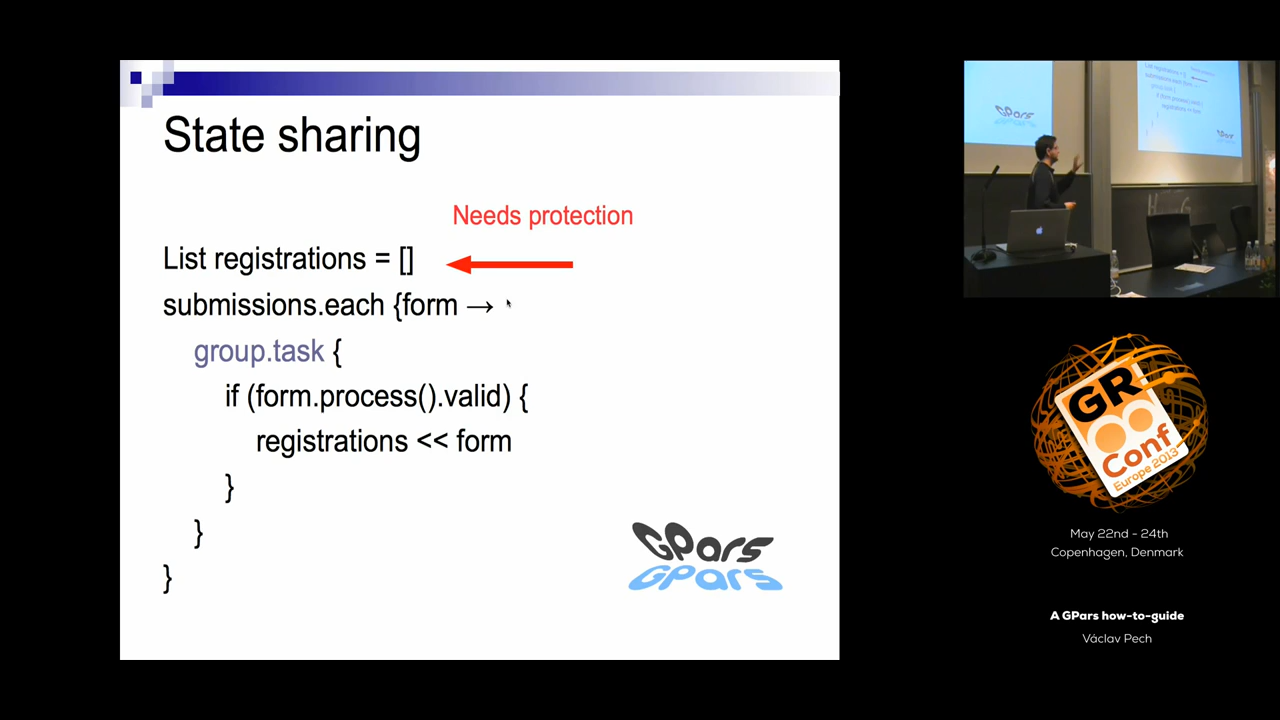 State sharing
Needs protection
List registrations = []
submissions.each {form →
group.task {
if (form.process().valid) {
registrations << form
}
}
}
GPars
GPars
GR8
Conf
Europe 2013
May 22nd - 24th
Copenhagen, Denmark
A GPars how-to-guide
Václav Pech